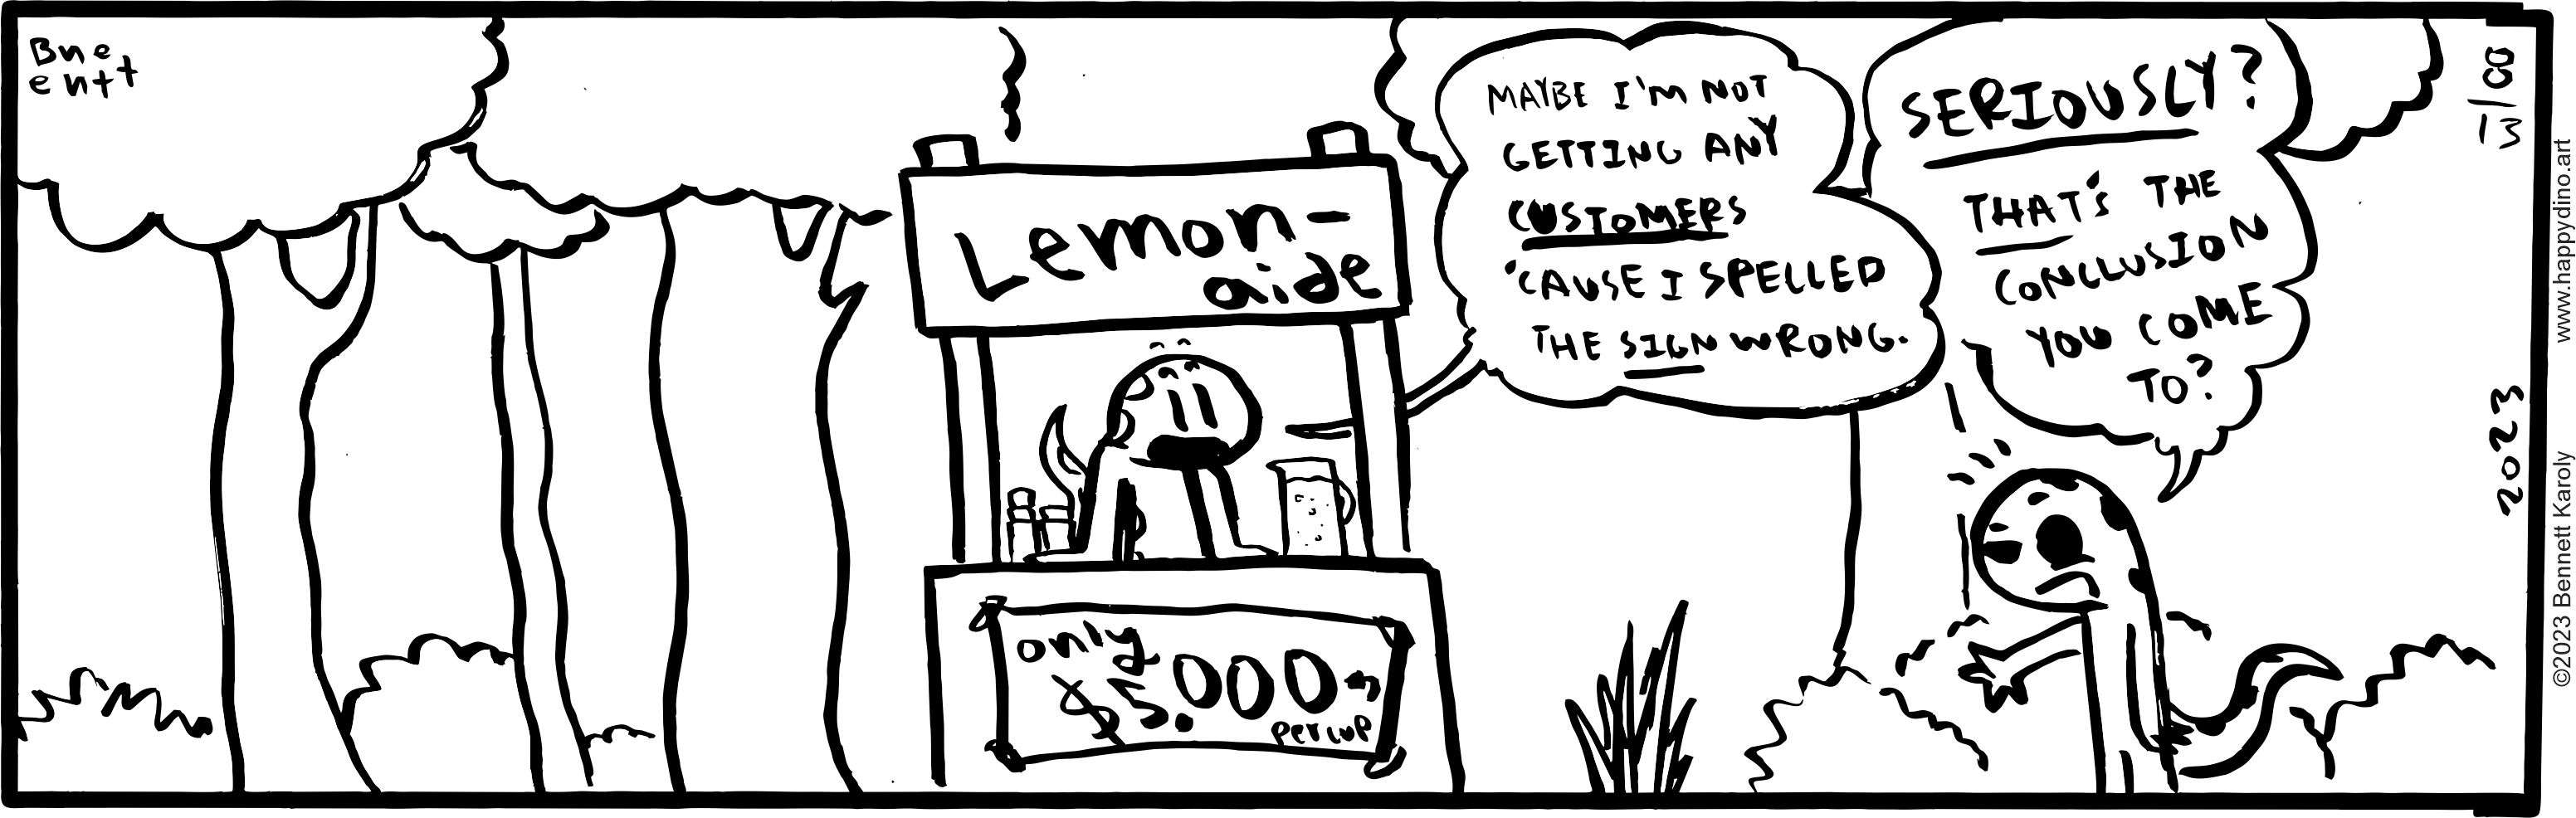 Bne
entt
Lemon-
aide
only
$5.000
per cup
MAYBE I'M NOT
GETTING ANY
CUSTOMERS
'CAUSE I SPELLED
THE SIGN WRONG.
SERIOUSLY?
THAT'S THE
CONCLUSION
YOU COME
TO?
8/13
2023
©2023 Bennett Karoly www.happydino.art